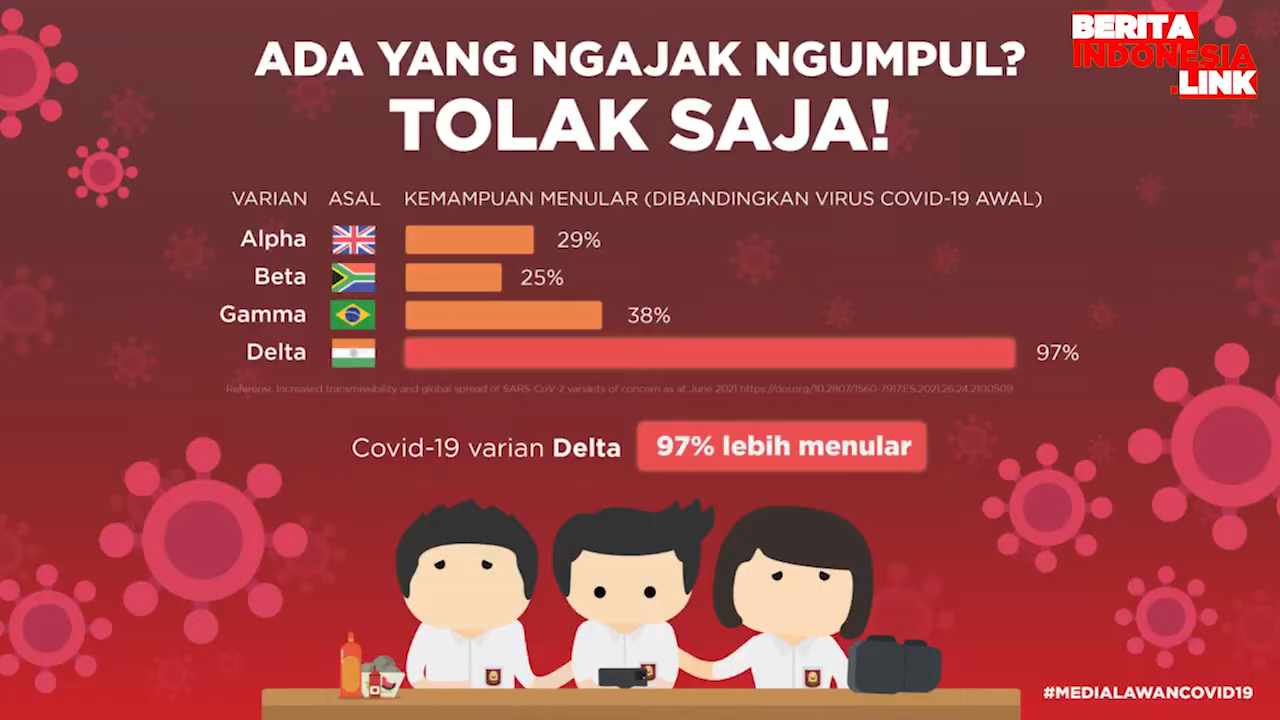 BERITA
INDONESIA
.LINK
ADA YANG NGAJAK NGUMPUL?
TOLAK SAJA!
VARIAN ASAL KEMAMPUAN MENULAR (DIBANDINGKAN VIRUS COVID-19 AWAL)
Alpha 29%
Beta 25%
Gamma 38%
Delta 97%
Referensi: Increased transmissibility and global spread of SARS-CoV-2 variants of concern as at June 2021 https://doi.org/10.2807/1560-7917.ES.2021.26.24.2100509
Covid-19 varian Delta 97% lebih menular
#MEDIALAWANCOVID19